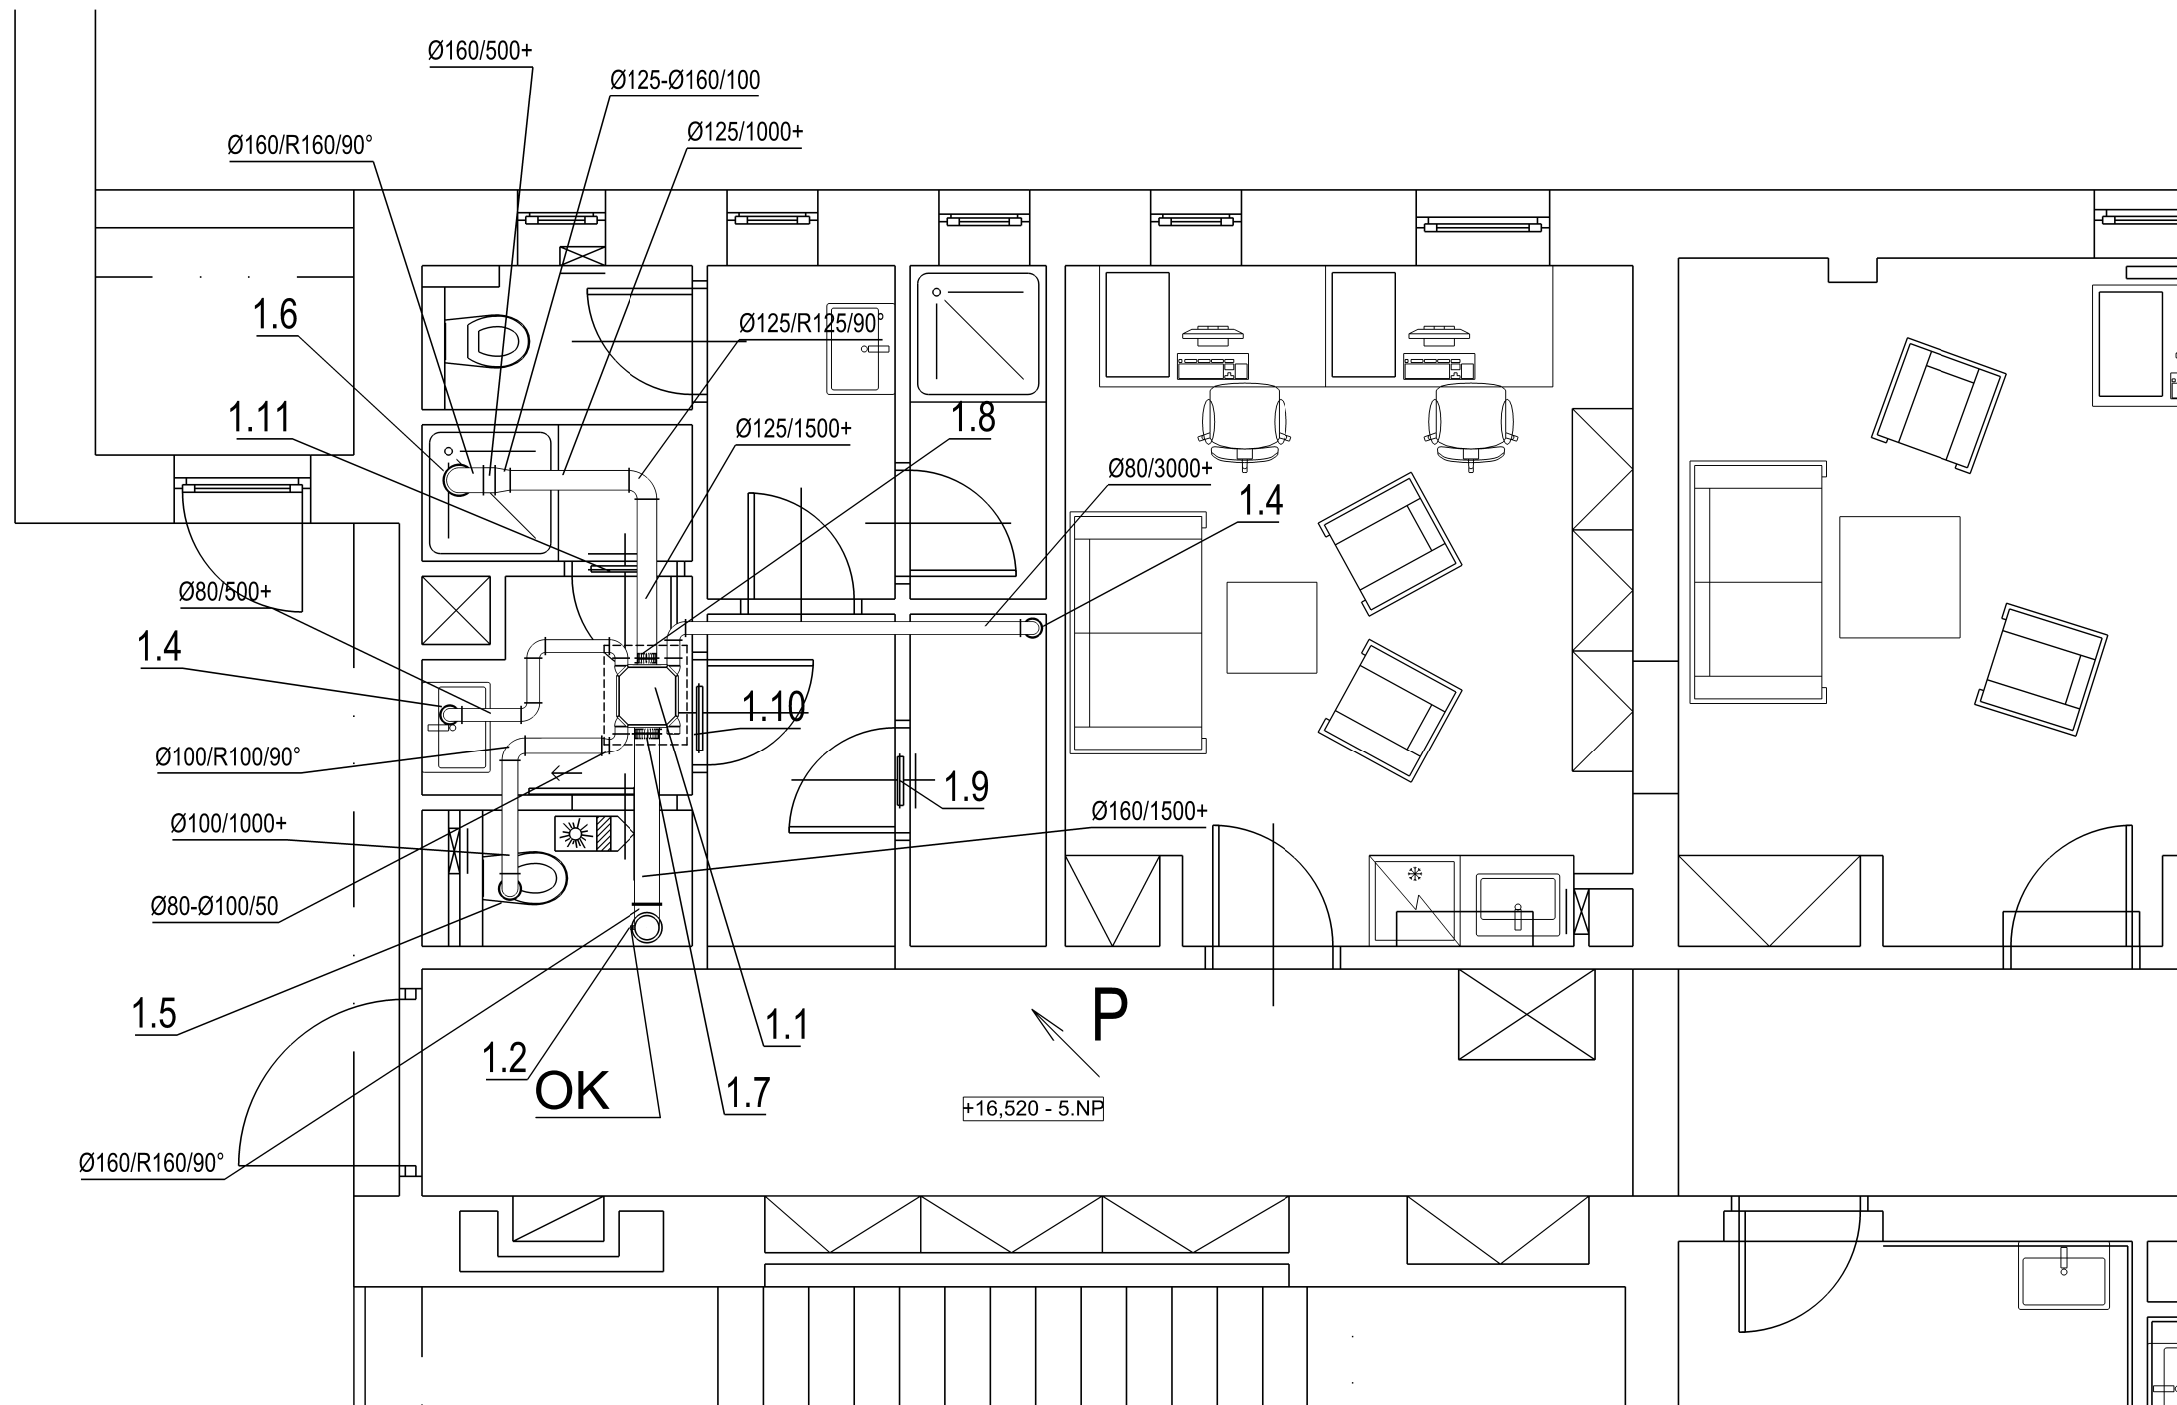 Ø160/500+
Ø125-Ø160/100
Ø125/1000+
Ø160/R160/90°
1.6
Ø125/R125/90°
1.11
1.8
Ø125/1500+
Ø80/3000+
1.4
Ø80/500+
1.4
1.10
Ø100/R100/90°
1.9
Ø160/1500+
Ø100/1000+
Ø80-Ø100/50
1.5
P
1.1
1.2
OK
1.7
+16,520 - 5.NP
Ø160/R160/90°